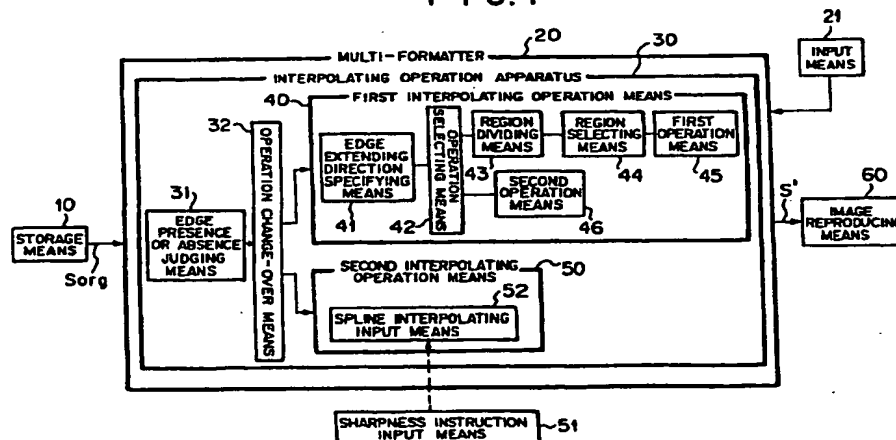 FIG. 1
20
MULTI-FORMATTER
21
INPUT
MEANS
30
INTERPOLATING OPERATION APPARATUS
40
FIRST INTERPOLATING OPERATION MEANS
32
OPERATION CHANGE-OVER MEANS
EDGE
EXTENDING
DIRECTION
SPECIFYING
MEANS
41
OPERATION
SELECTING MEANS
42
REGION
DIVIDING
MEANS
43
REGION
SELECTING
MEANS
44
FIRST
OPERATION
MEANS
45
SECOND
OPERATION
MEANS
46
10
STORAGE
MEANS
Sorg
31
EDGE
PRESENCE
OR ABSENCE
JUDGING
MEANS
S'
60
IMAGE
REPRODUCING
MEANS
SECOND INTERPOLATING
OPERATION MEANS
50
52
SPLINE INTERPOLATING
INPUT MEANS
SHARPNESS INSTRUCTION
INPUT MEANS
51